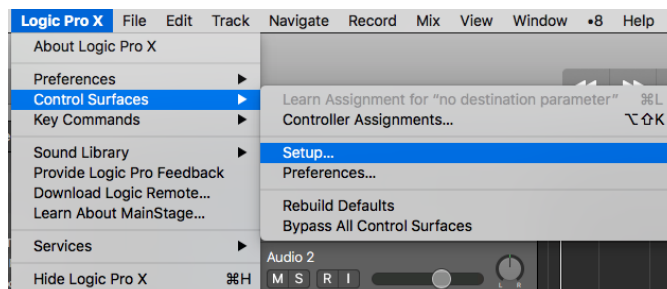 Logic Pro X File Edit Track Navigate Record Mix View Window •8 Help
About Logic Pro X
Preferences
Control Surfaces
Key Commands
Sound Library
Provide Logic Pro Feedback
Download Logic Remote...
Learn About MainStage...
Services
Hide Logic Pro X ⌘H
Learn Assignment for “no destination parameter” ⌘L
Controller Assignments... ⌥⇧K
Setup...
Preferences...
Rebuild Defaults
Bypass All Control Surfaces
Audio 2
M S R I
L R